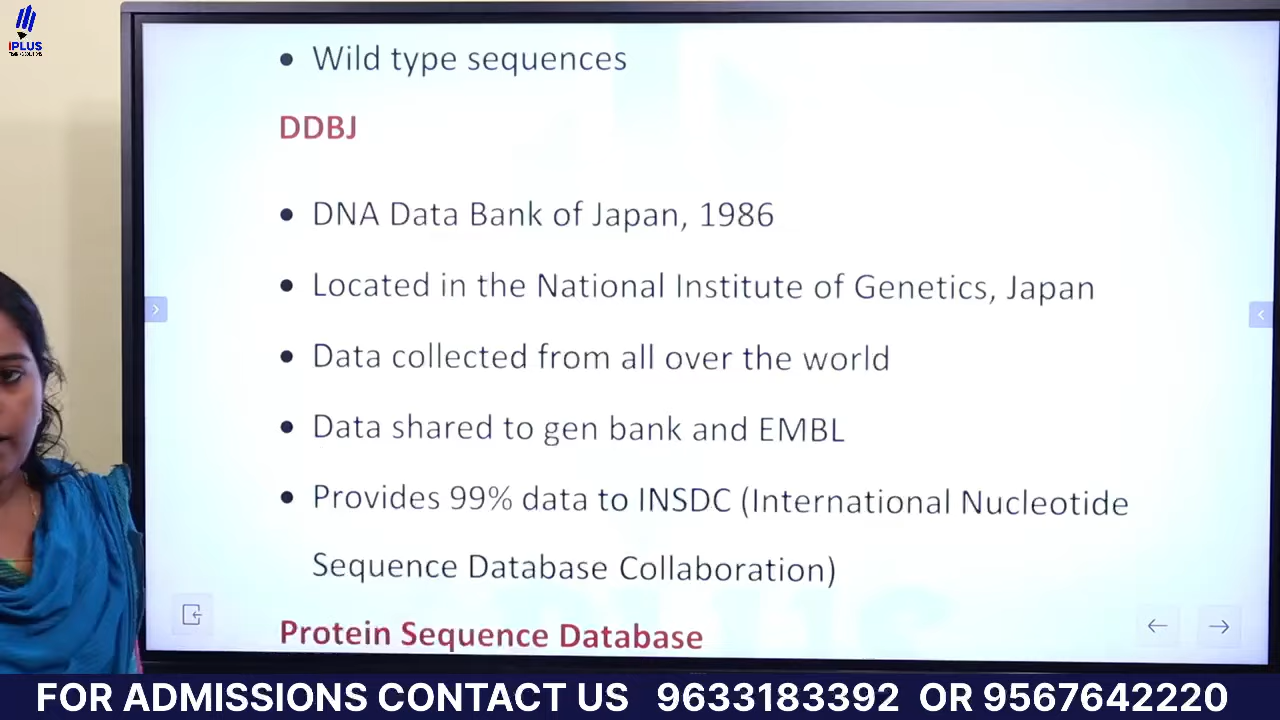 IPLUS
• Wild type sequences
DDBJ
• DNA Data Bank of Japan, 1986
• Located in the National Institute of Genetics, Japan
• Data collected from all over the world
• Data shared to gen bank and EMBL
• Provides 99% data to INSDC (International Nucleotide
Sequence Database Collaboration)
Protein Sequence Database
FOR ADMISSIONS CONTACT US 9633183392 OR 9567642220